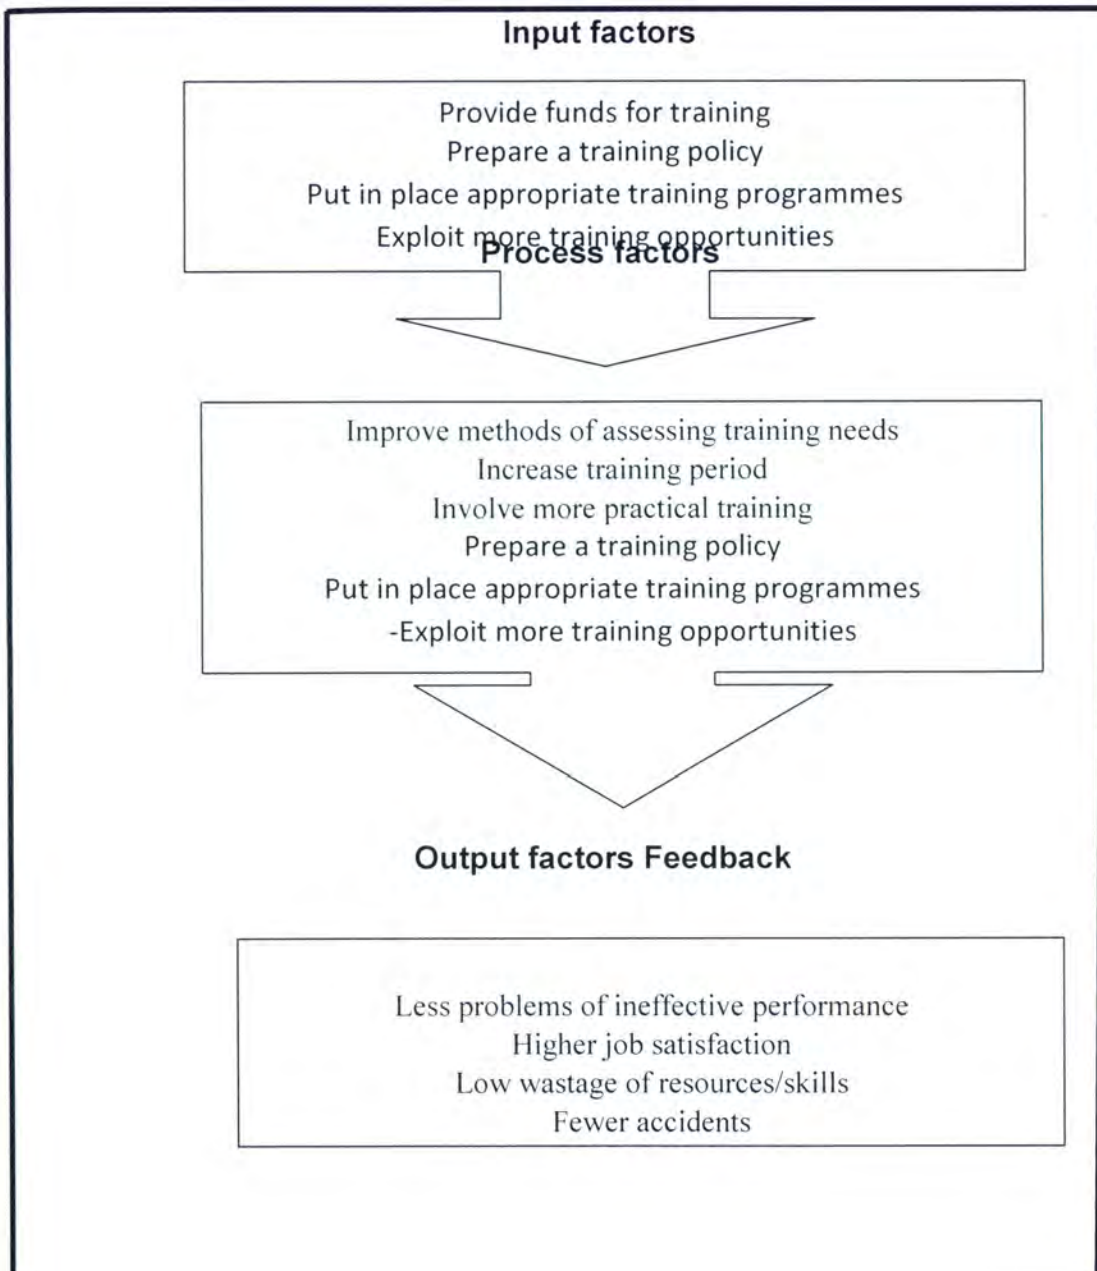 Input factors
Provide funds for training
Prepare a training policy
Put in place appropriate training programmes
Exploit more training opportunities
Process factors
Improve methods of assessing training needs
Increase training period
Involve more practical training
Prepare a training policy
Put in place appropriate training programmes
-Exploit more training opportunities
Output factors Feedback
Less problems of ineffective performance
Higher job satisfaction
Low wastage of resources/skills
Fewer accidents